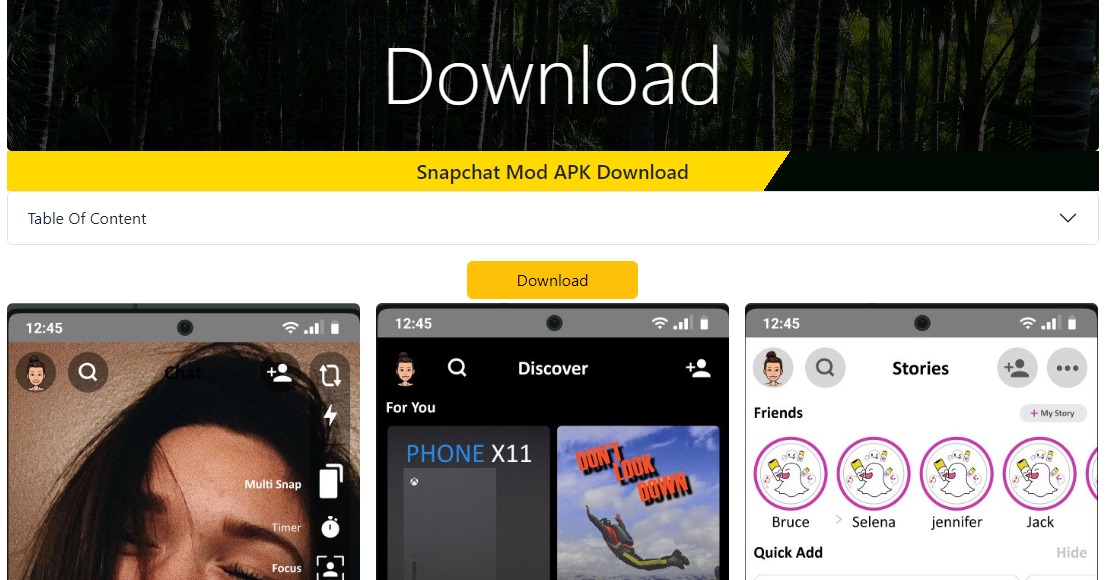 Download
Snapchat Mod APK Download
Table Of Content
Download
12:45
Chat
Multi Snap
Timer
Focus
12:45
Discover
For You
PHONE X11
DON'T
LOOK
DOWN
12:45
Stories
Friends
+ My Story
Bruce
Selena
jennifer
Jack
Quick Add
Hide